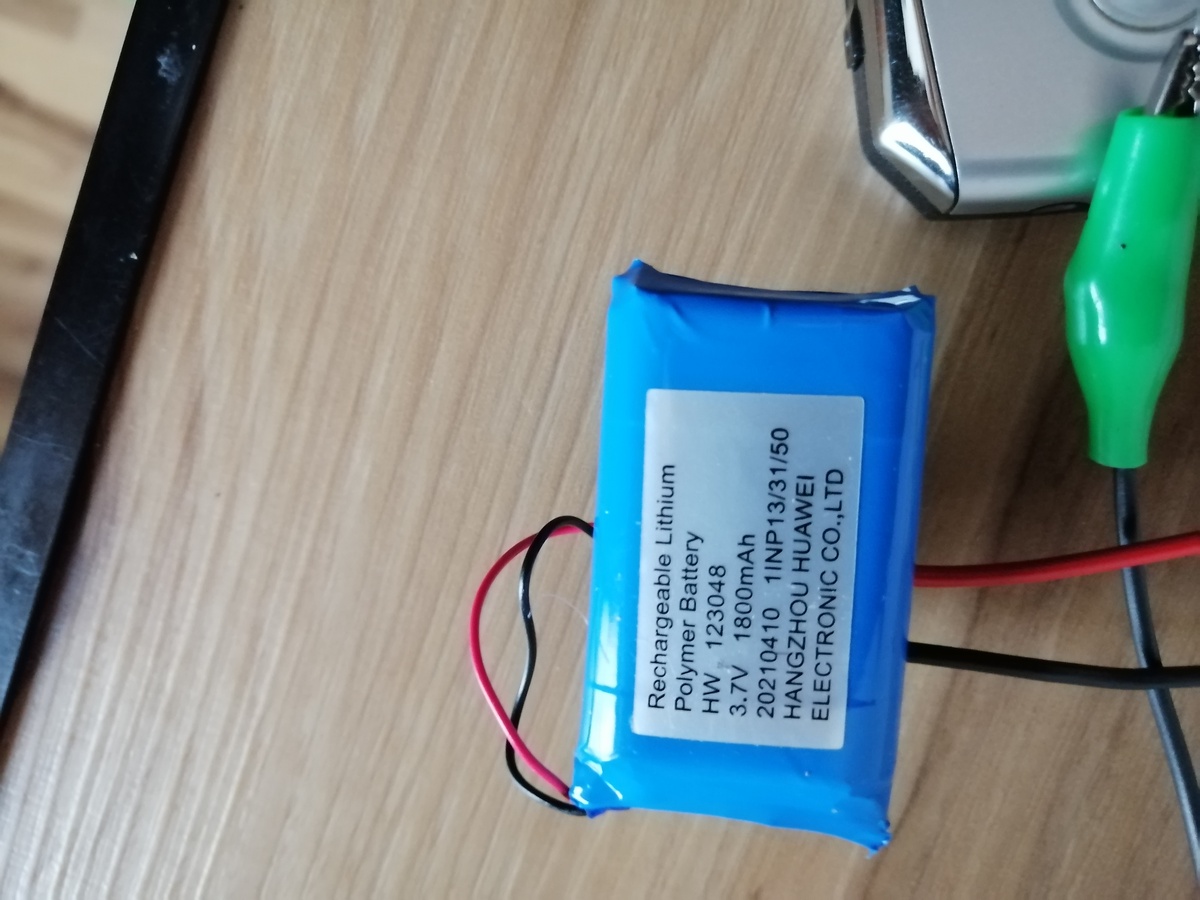 Rechargeable Lithium
Polymer Battery
HW 123048
3.7V 1800mAh
20210410 1INP13/31/50
HANGZHOU HUAWEI
ELECTRONIC CO.,LTD